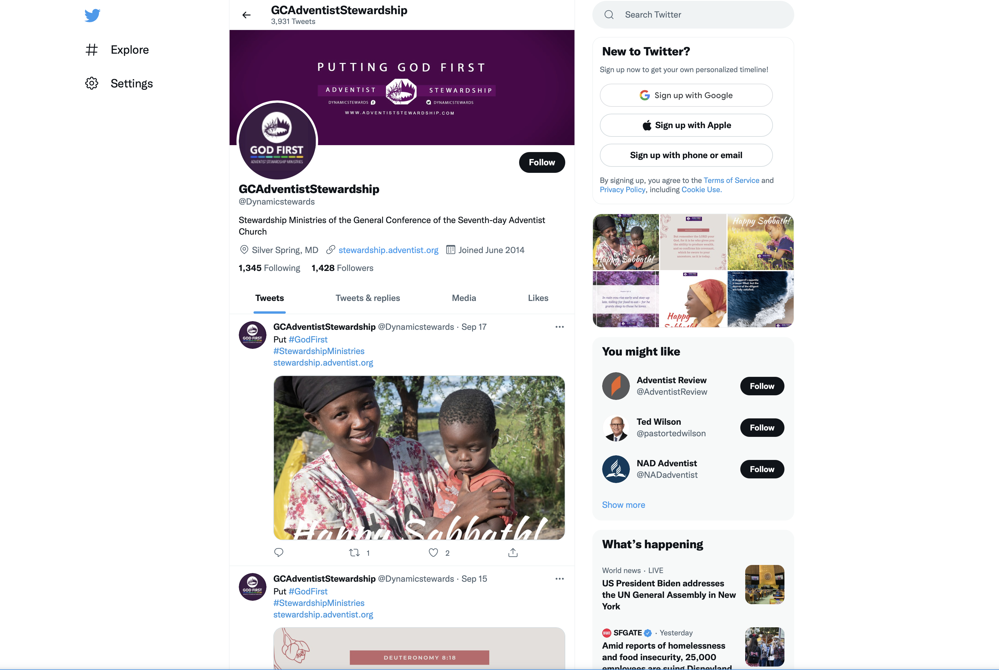 GCAdventistStewardship
3,931 Tweets
Explore
Settings
PUTTING GOD FIRST
ADVENTIST STEWARDSHIP
DYNAMICSTEWARDS DYNAMICSTEWARDS
WWW.ADVENTISTSTEWARDSHIP.COM
GOD FIRST
ADVENTIST STEWARDSHIP MINISTRIES
Follow
GCAdventistStewardship
@Dynamicstewards
Stewardship Ministries of the General Conference of the Seventh-day Adventist
Church
Silver Spring, MD stewardship.adventist.org Joined June 2014
1,345 Following 1,428 Followers
Tweets Tweets & replies Media Likes
GCAdventistStewardship @Dynamicstewards · Sep 17
GOD FIRST
Put #GodFirst
#StewardshipMinistries
stewardship.adventist.org
Happy Sabbath!
1 2
GCAdventistStewardship @Dynamicstewards · Sep 15
GOD FIRST
Put #GodFirst
#StewardshipMinistries
stewardship.adventist.org
DEUTERONOMY 8:18
Search Twitter
New to Twitter?
Sign up now to get your own personalized timeline!
Sign up with Google
Sign up with Apple
Sign up with phone or email
By signing up, you agree to the Terms of Service and
Privacy Policy, including Cookie Use.
Happy Sabbath!
DEUTERONOMY 8:18
But remember the LORD your
God, for it is he who gives you
the ability to produce wealth,
and so confirms his covenant,
which he swore to your
ancestors, as it is today.
Happy Sabbath!
Psalm 127:2
In vain you rise early and stay up
late, toiling for food to eat— for he
grants sleep to those he loves.
Happy
Sabbath!
A sluggard's appetite
is never filled, but the
desires of the diligent
are fully satisfied.
You might like
Adventist Review
@AdventistReview
Follow
Ted Wilson
@pastortedwilson
Follow
NAD Adventist
@NADadventist
Follow
Show more
What's happening
World news · LIVE
US President Biden addresses
the UN General Assembly in New
York
SFGATE · Yesterday
Amid reports of homelessness
and food insecurity, 25,000
employees are suing Disneyland